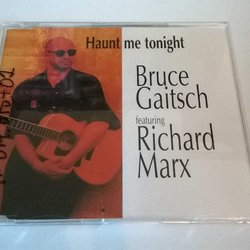 Haunt me tonight
Bruce
Gaitsch
featuring
Richard
Marx